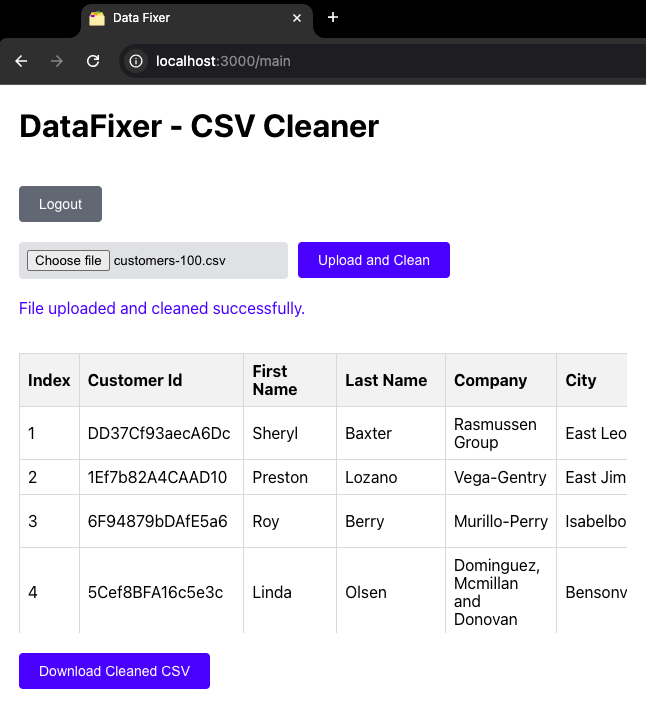 Data Fixer
localhost:3000/main
DataFixer - CSV Cleaner
Logout
Choose file customers-100.csv
Upload and Clean
File uploaded and cleaned successfully.
Index Customer Id First Name Last Name Company City
1 DD37Cf93aecA6Dc Sheryl Baxter Rasmussen Group East Leo
2 1Ef7b82A4CAAD10 Preston Lozano Vega-Gentry East Jim
3 6F94879bDAfE5a6 Roy Berry Murillo-Perry Isabelbo
4 5Cef8BFA16c5e3c Linda Olsen Dominguez, Mcmillan and Donovan Bensonv
Download Cleaned CSV